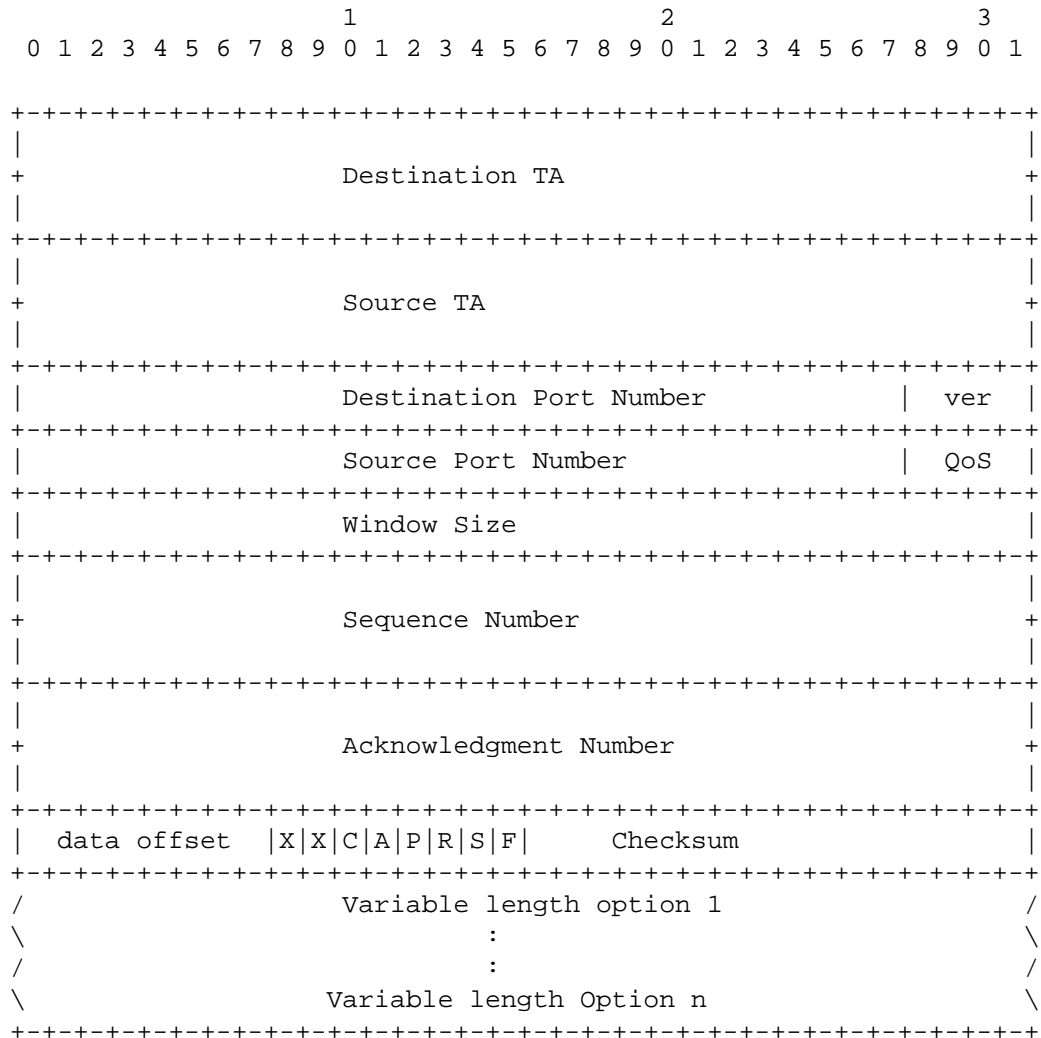 1                   2                   3
 0 1 2 3 4 5 6 7 8 9 0 1 2 3 4 5 6 7 8 9 0 1 2 3 4 5 6 7 8 9 0 1

+-+-+-+-+-+-+-+-+-+-+-+-+-+-+-+-+-+-+-+-+-+-+-+-+-+-+-+-+-+-+-+-+
|                                                               |
+                    Destination TA                             +
|                                                               |
+-+-+-+-+-+-+-+-+-+-+-+-+-+-+-+-+-+-+-+-+-+-+-+-+-+-+-+-+-+-+-+-+
|                                                               |
+                    Source TA                                  +
|                                                               |
+-+-+-+-+-+-+-+-+-+-+-+-+-+-+-+-+-+-+-+-+-+-+-+-+-+-+-+-+-+-+-+-+
|                    Destination Port Number            |  ver  |
+-+-+-+-+-+-+-+-+-+-+-+-+-+-+-+-+-+-+-+-+-+-+-+-+-+-+-+-+-+-+-+-+
|                    Source Port Number                 |  QoS  |
+-+-+-+-+-+-+-+-+-+-+-+-+-+-+-+-+-+-+-+-+-+-+-+-+-+-+-+-+-+-+-+-+
|                    Window Size                                |
+-+-+-+-+-+-+-+-+-+-+-+-+-+-+-+-+-+-+-+-+-+-+-+-+-+-+-+-+-+-+-+-+
|                                                               |
+                    Sequence Number                            +
|                                                               |
+-+-+-+-+-+-+-+-+-+-+-+-+-+-+-+-+-+-+-+-+-+-+-+-+-+-+-+-+-+-+-+-+
|                                                               |
+                    Acknowledgment Number                      +
|                                                               |
+-+-+-+-+-+-+-+-+-+-+-+-+-+-+-+-+-+-+-+-+-+-+-+-+-+-+-+-+-+-+-+-+
|  data offset  |X|X|C|A|P|R|S|F|     Checksum                  |
+-+-+-+-+-+-+-+-+-+-+-+-+-+-+-+-+-+-+-+-+-+-+-+-+-+-+-+-+-+-+-+-+
/                    Variable length option 1                   /
\                              :                                \
/                              :                                /
\                   Variable length Option n                    \
+-+-+-+-+-+-+-+-+-+-+-+-+-+-+-+-+-+-+-+-+-+-+-+-+-+-+-+-+-+-+-+-+